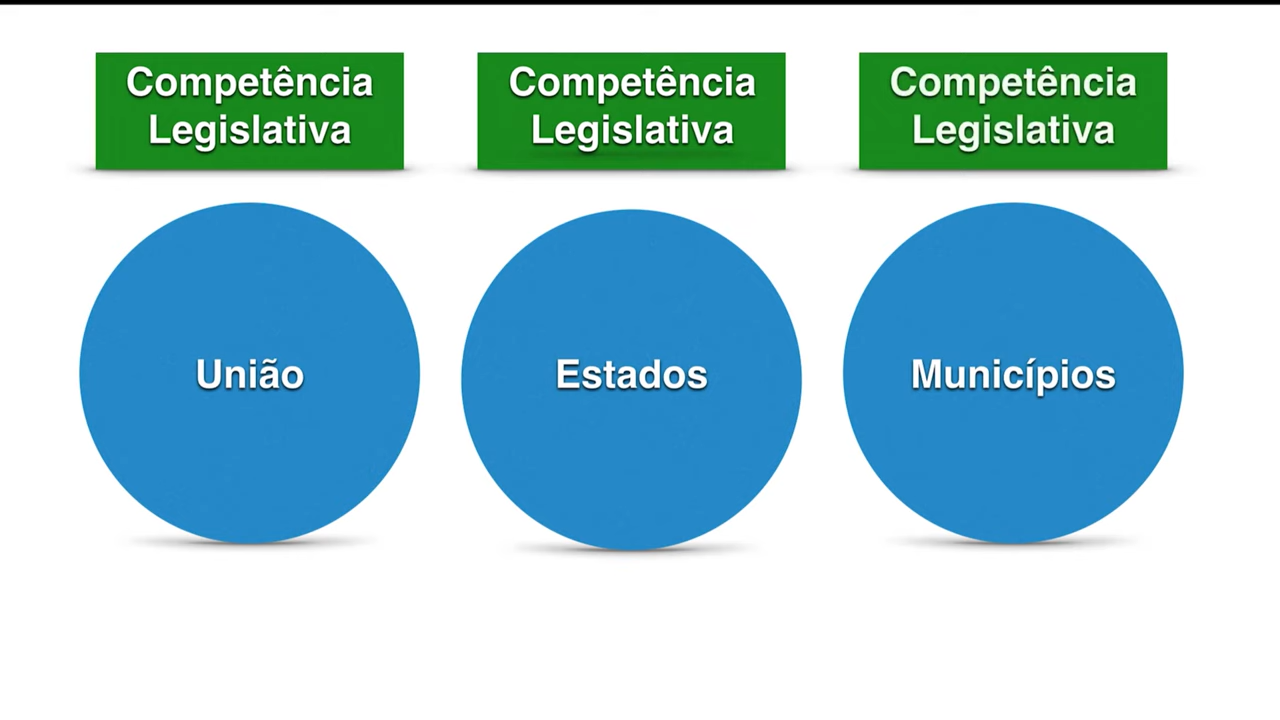 Competência
Legislativa
Competência
Legislativa
Competência
Legislativa
União
Estados
Municípios